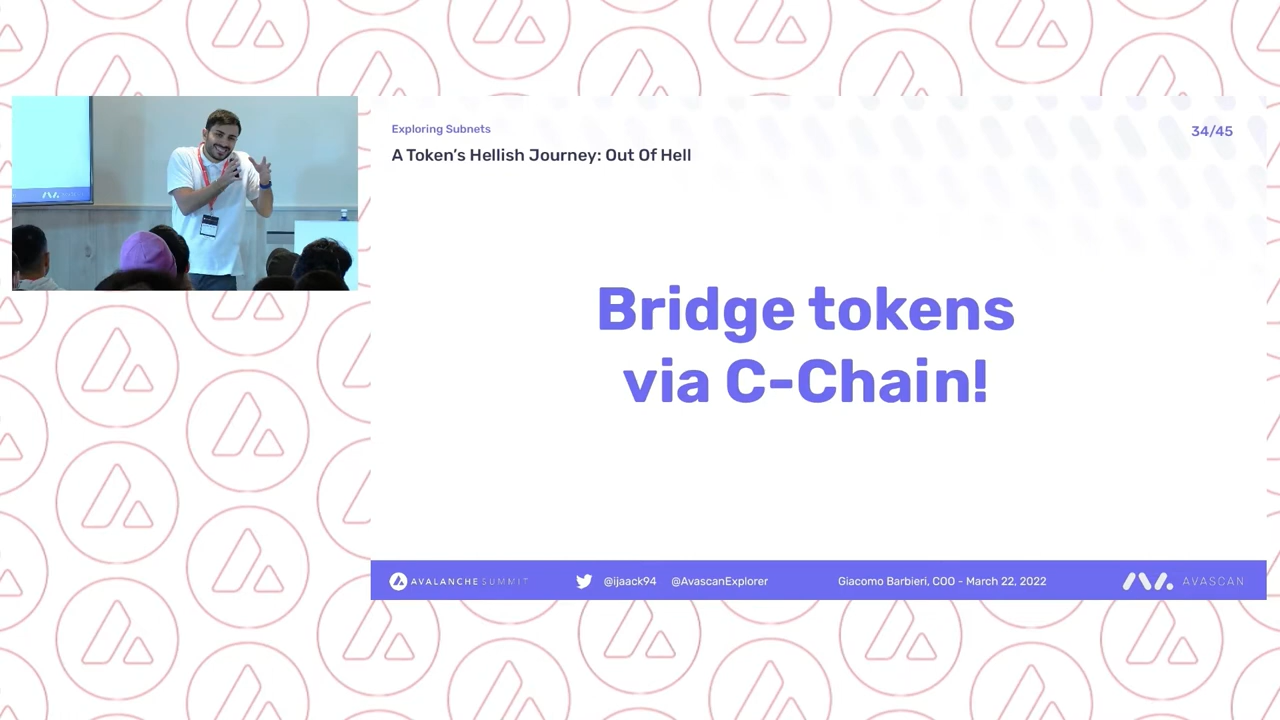 Exploring Subnets
34/45
A Token's Hellish Journey: Out Of Hell
Bridge tokens
via C-Chain!
AVALANCHE SUMMIT
@ijaack94
@AvascanExplorer
Giacomo Barbieri, COO - March 22, 2022
AVASCAN